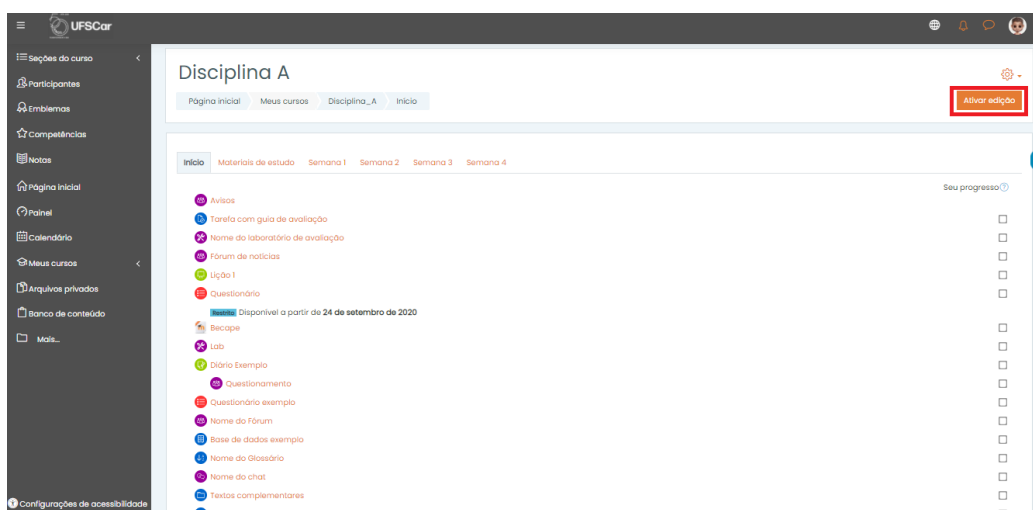 UFSCar
Seções do curso
Participantes
Emblemas
Competências
Notas
Página inicial
Painel
Calendário
Meus cursos
Arquivos privados
Banco de conteúdo
Mais...
Configurações de acessibilidade
Disciplina A
Página inicial Meus cursos Disciplina_A Início
Ativar edição
Início Materiais de estudo Semana 1 Semana 2 Semana 3 Semana 4
Seu progresso
Avisos
Tarefa com guia de avaliação
Nome do laboratório de avaliação
Fórum de notícias
Lição 1
Questionário
Restrito Disponível a partir de 24 de setembro de 2020
Becape
Lab
Diário Exemplo
Questionamento
Questionário exemplo
Nome do Fórum
Base de dados exemplo
Nome do Glossário
Nome do chat
Textos complementares